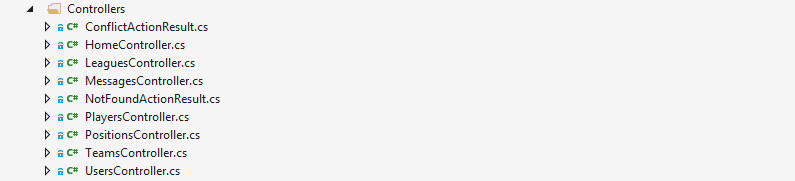 Controllers
C# ConflictActionResult.cs
C# HomeController.cs
C# LeaguesController.cs
C# MessagesController.cs
C# NotFoundActionResult.cs
C# PlayersController.cs
C# PositionsController.cs
C# TeamsController.cs
C# UsersController.cs